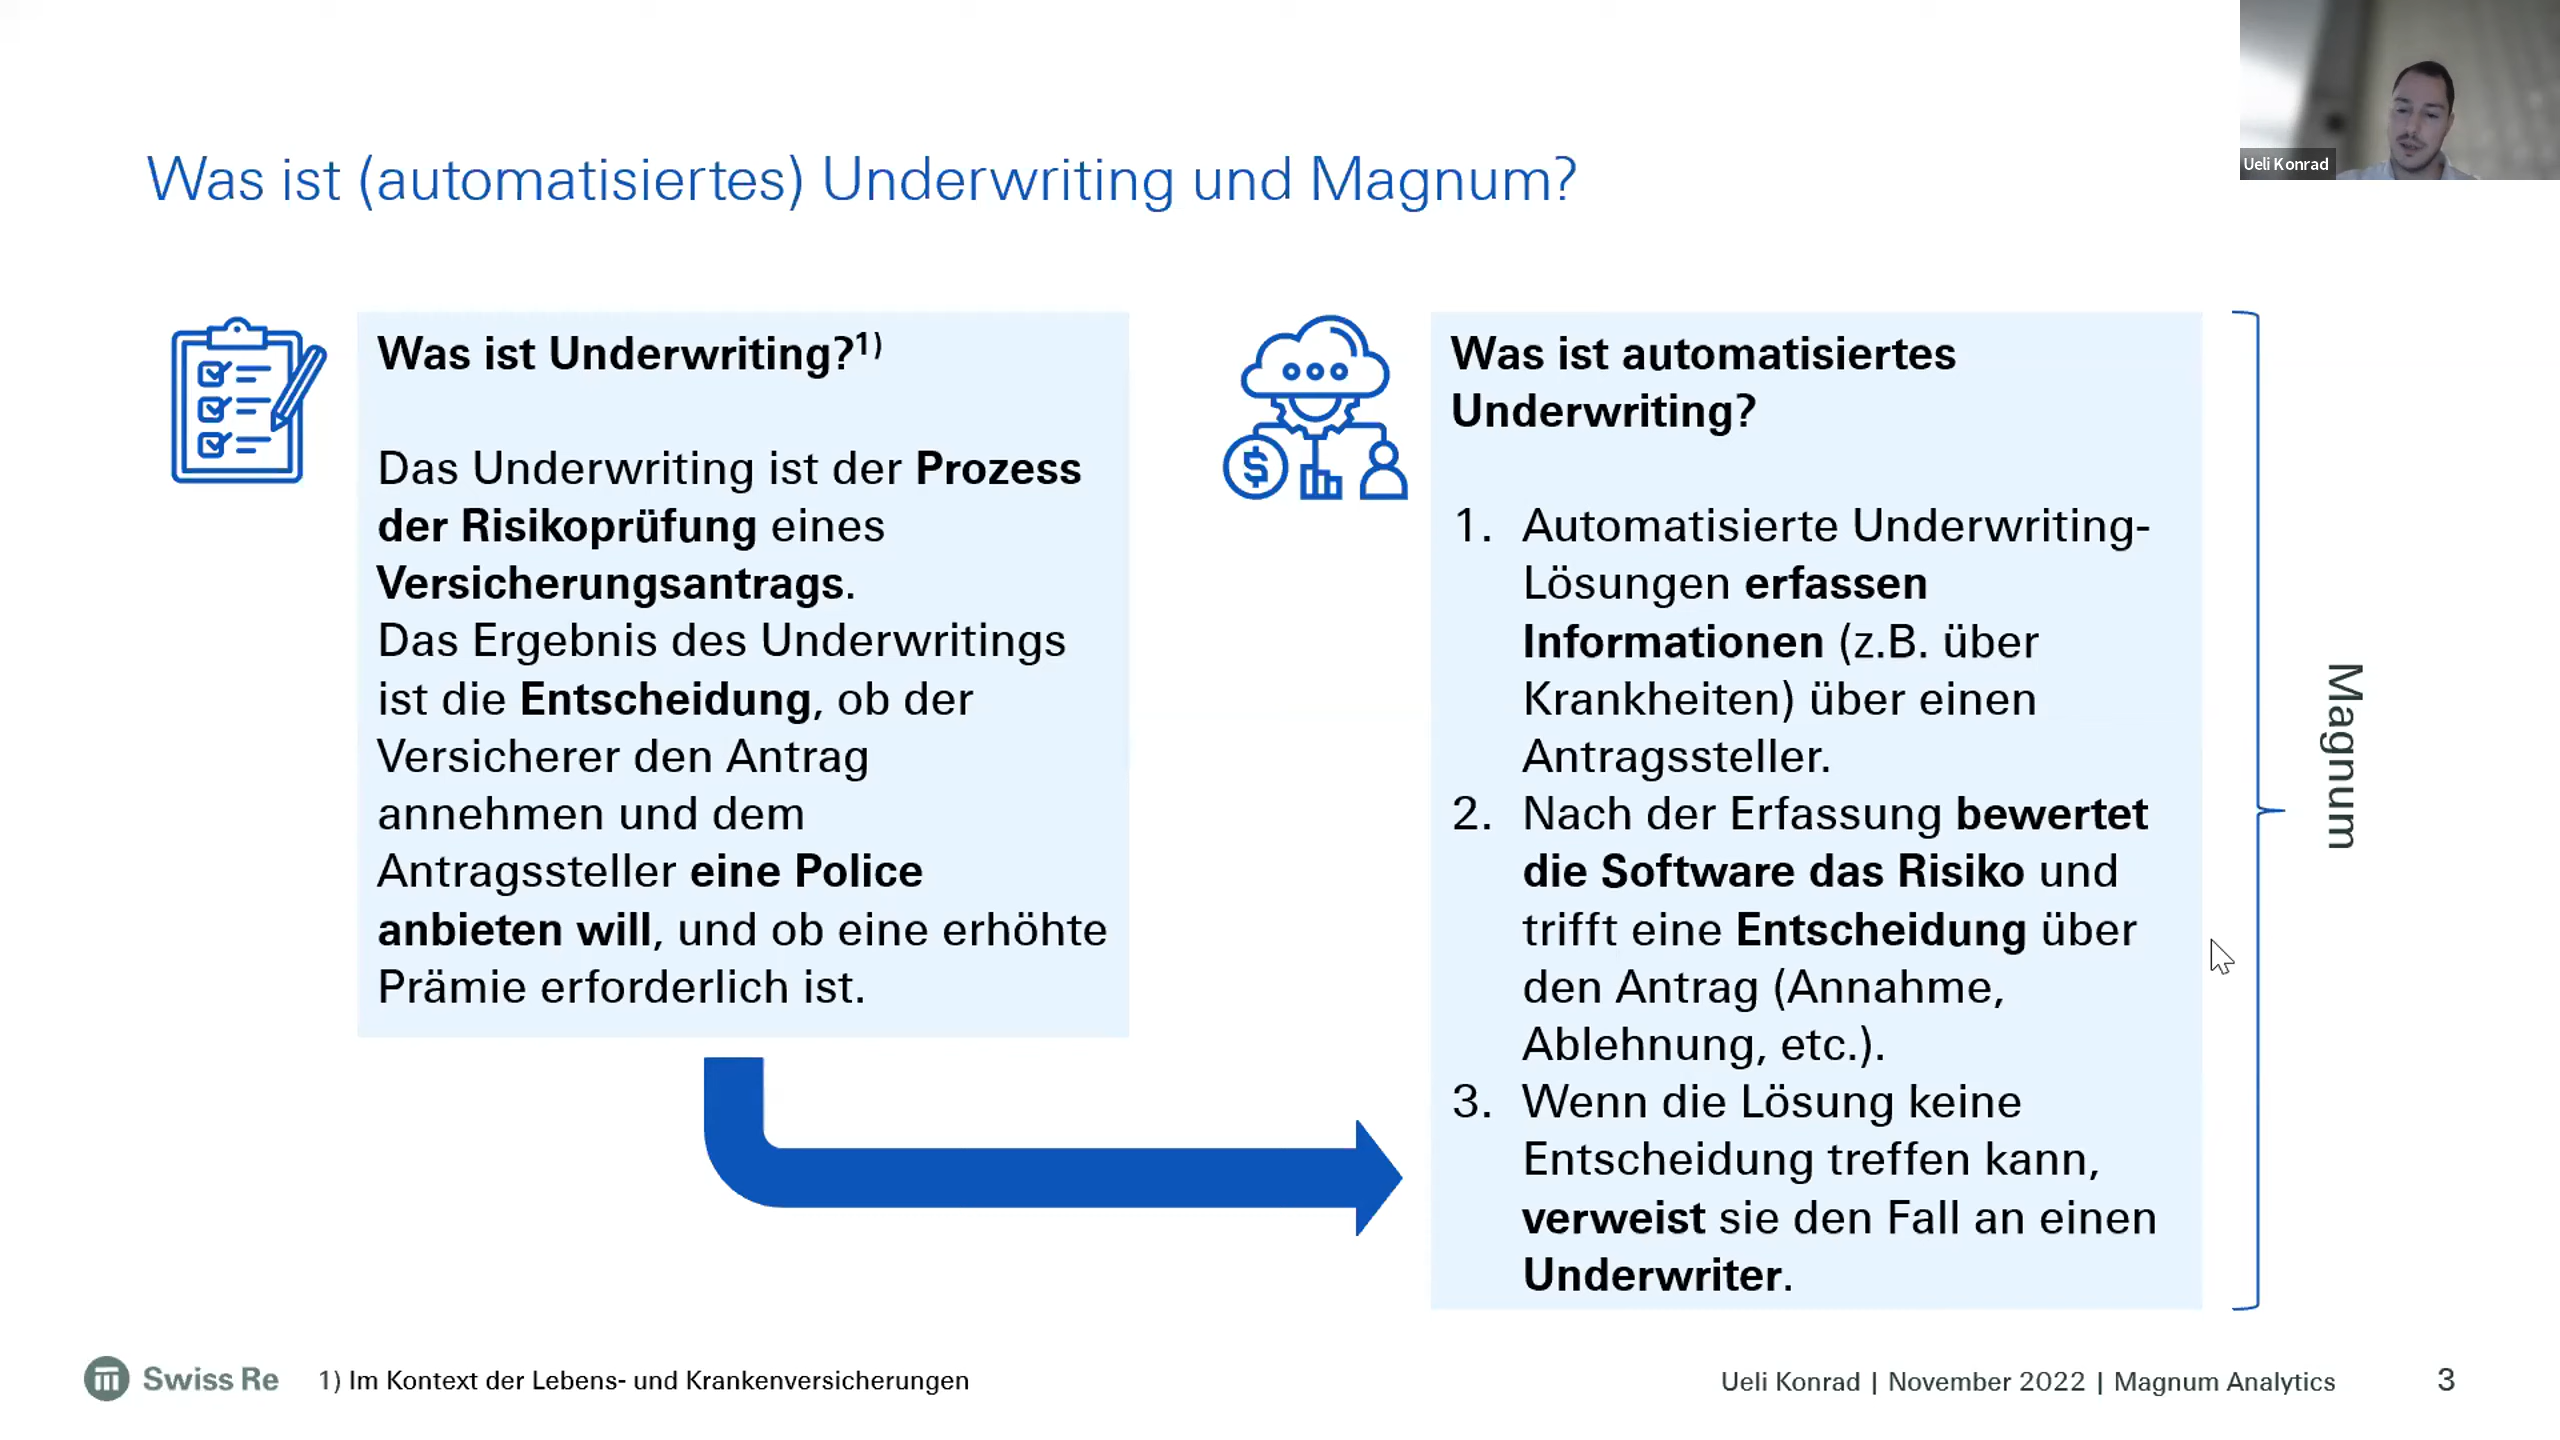 Ueli Konrad
Was ist (automatisiertes) Underwriting und Magnum?
Was ist Underwriting?1)
Das Underwriting ist der Prozess
der Risikoprüfung eines
Versicherungsantrags.
Das Ergebnis des Underwritings
ist die Entscheidung, ob der
Versicherer den Antrag
annehmen und dem
Antragssteller eine Police
anbieten will, und ob eine erhöhte
Prämie erforderlich ist.
$
Was ist automatisiertes
Underwriting?
1. Automatisierte Underwriting-
Lösungen erfassen
Informationen (z.B. über
Krankheiten) über einen
Antragssteller.
2. Nach der Erfassung bewertet
die Software das Risiko und
trifft eine Entscheidung über
den Antrag (Annahme,
Ablehnung, etc.).
3. Wenn die Lösung keine
Entscheidung treffen kann,
verweist sie den Fall an einen
Underwriter.
Magnum
Swiss Re
1) Im Kontext der Lebens- und Krankenversicherungen
Ueli Konrad | November 2022 | Magnum Analytics
3